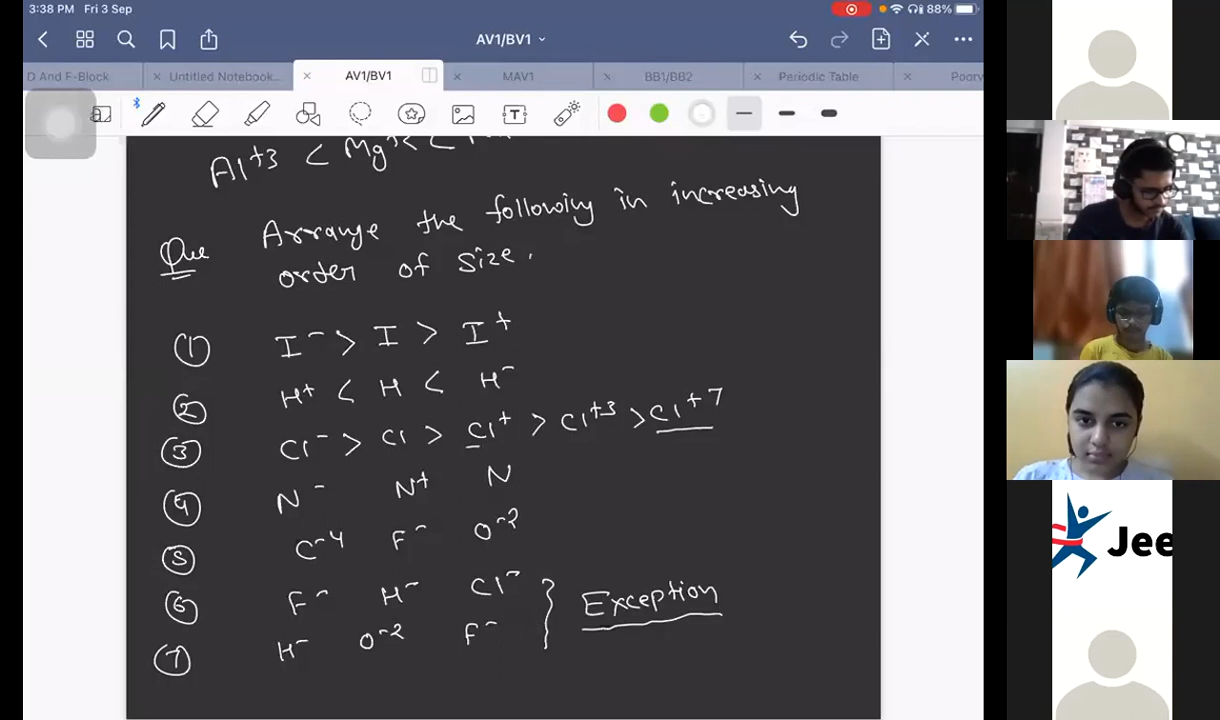 3:38 PM Fri 3 Sep
88%
AV1/BV1
D And F-Block
Untitled Notebook...
AV1/BV1
MAV1
BB1/BB2
Periodic Table
Poorv
Al+3 < Mg+2 <
Que Arrange the following in increasing
order of size.
① I- > I > I+
② H+ < H < H-
③ Cl- > Cl > Cl+ > Cl+3 > Cl+7
④ N- N+ N
⑤ C-4 F- O-2
⑥ F- H- Cl- } Exception
⑦ H- O-2 F-
Jee